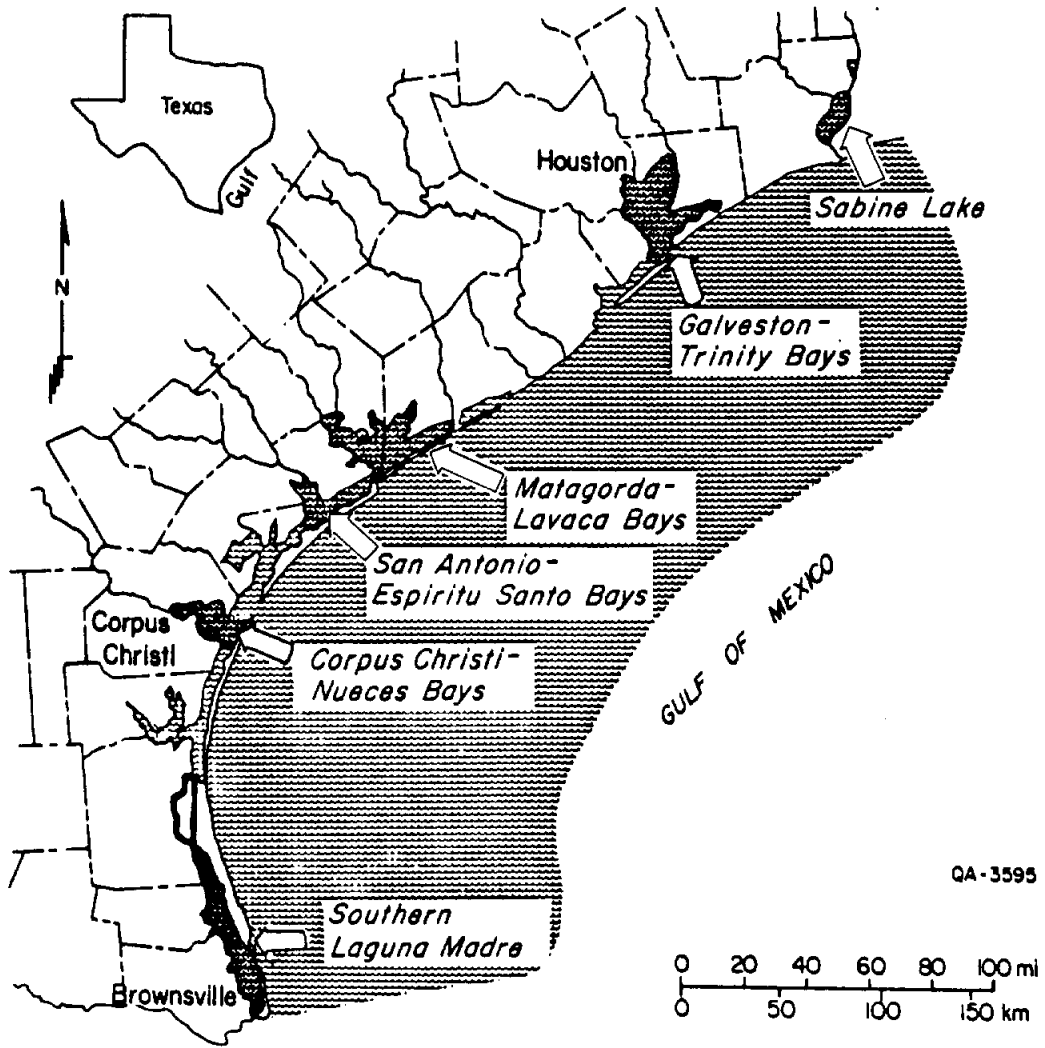 Texas
Gulf
N
Houston
Sabine Lake
Galveston-
Trinity Bays
Matagorda-
Lavaca Bays
San Antonio-
Espiritu Santo Bays
Corpus
Christi
Corpus Christi-
Nueces Bays
GULF OF MEXICO
QA-3595
Southern
Laguna Madre
Brownsville
0 20 40 60 80 100 mi
0 50 100 150 km